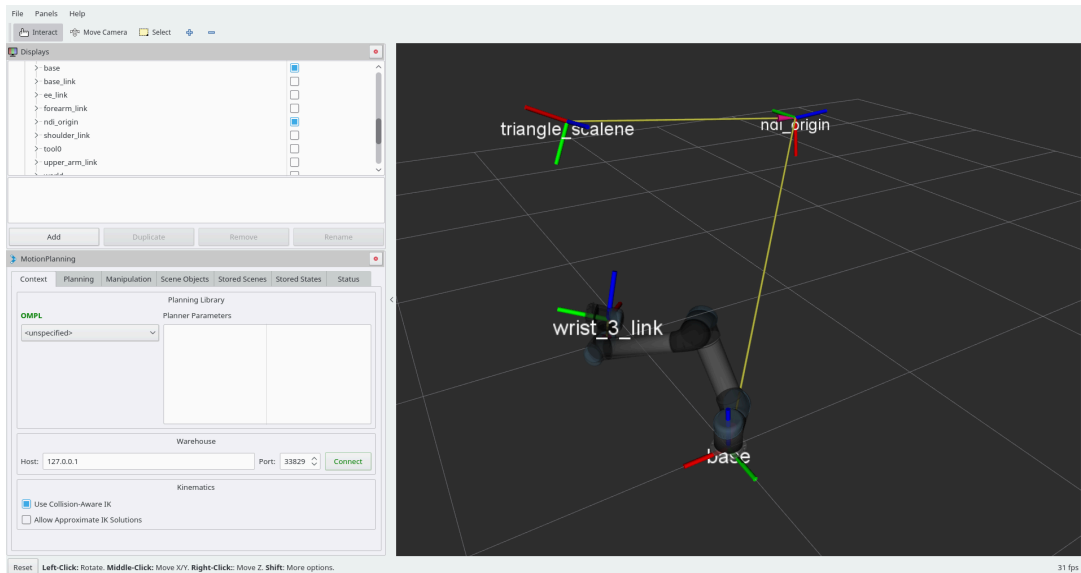 File Panels Help
Interact Move Camera Select
Displays
base
base_link
ee_link
forearm_link
ndi_origin
shoulder_link
tool0
upper_arm_link
world
Add Duplicate Remove Rename
MotionPlanning
Context Planning Manipulation Scene Objects Stored Scenes Stored States Status
Planning Library
OMPL Planner Parameters
<unspecified>
Warehouse
Host: 127.0.0.1 Port: 33829 Connect
Kinematics
Use Collision-Aware IK
Allow Approximate IK Solutions
triangle_scalene
ndi_origin
wrist_3_link
base
Reset Left-Click: Rotate. Middle-Click: Move X/Y. Right-Click:: Move Z. Shift: More options. 31 fps